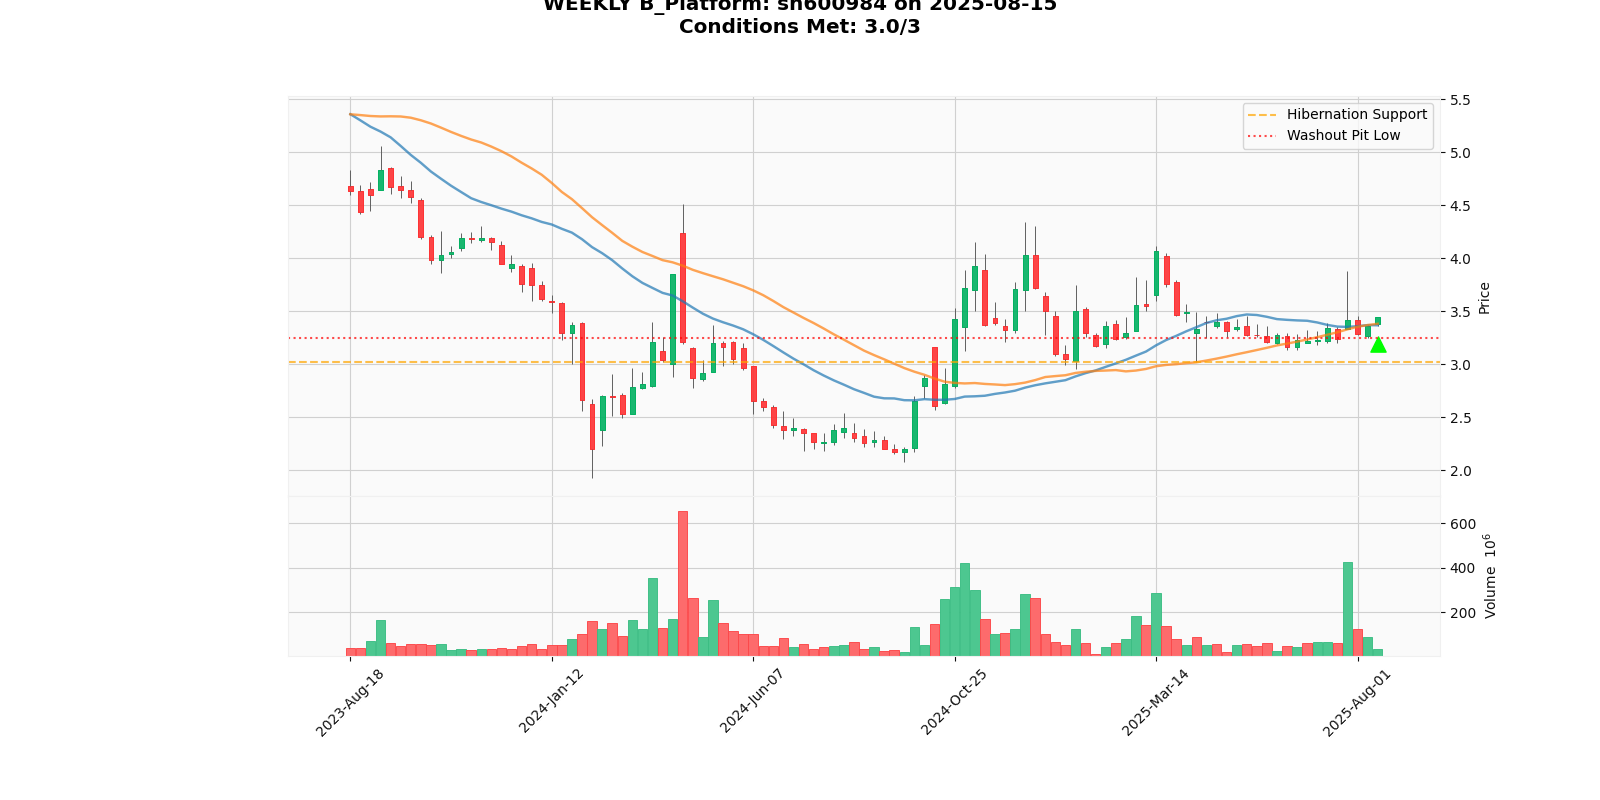 WEEKLY B_Platform: sh600984 on 2025-08-15
Conditions Met: 3.0/3
Hibernation Support
Washout Pit Low
5.5
5.0
4.5
4.0
3.5
3.0
2.5
2.0
Price
600
400
200
Volume 10⁶
2023-Aug-18
2024-Jan-12
2024-Jun-07
2024-Oct-25
2025-Mar-14
2025-Aug-01